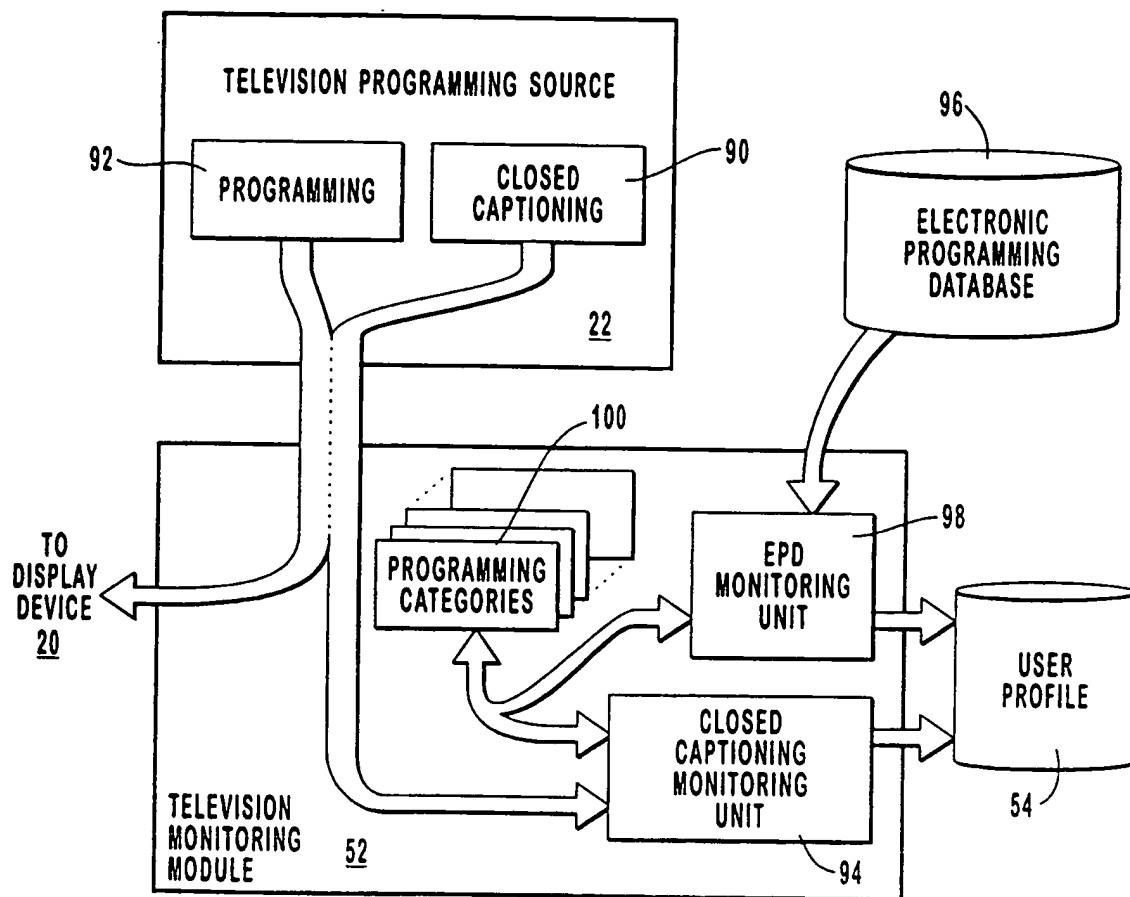 TELEVISION PROGRAMMING SOURCE
92
PROGRAMMING
90
CLOSED
CAPTIONING
22
96
ELECTRONIC
PROGRAMMING
DATABASE
100
PROGRAMMING
CATEGORIES
98
EPD
MONITORING
UNIT
TO
DISPLAY
DEVICE
20
USER
PROFILE
54
CLOSED
CAPTIONING
MONITORING
UNIT
94
TELEVISION
MONITORING
MODULE
52